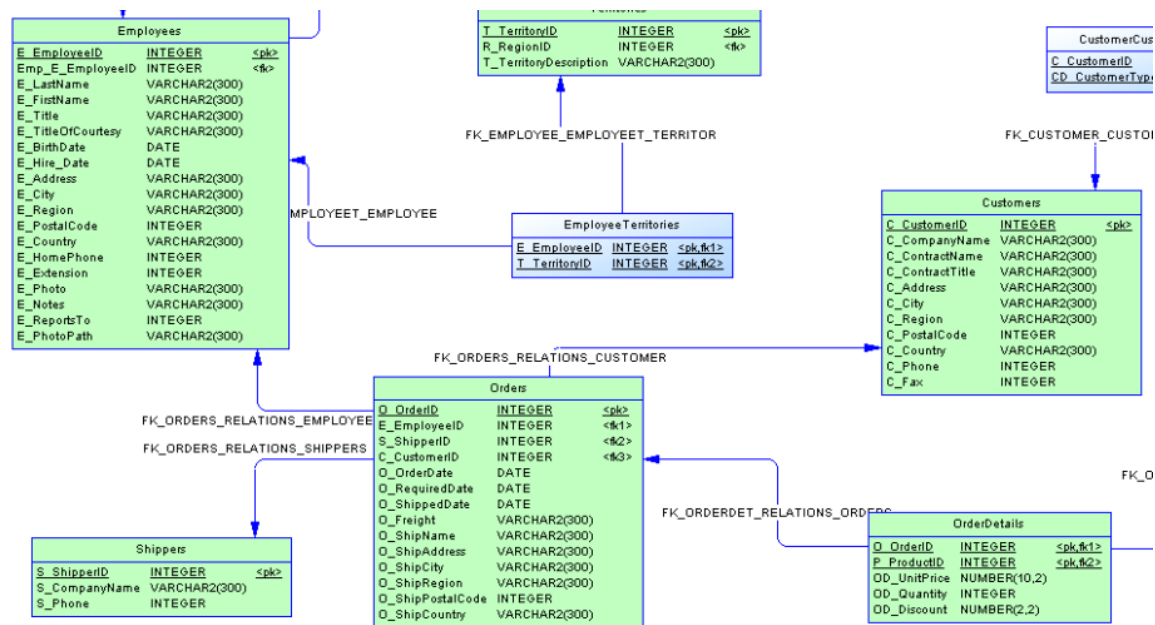 Employees
E_EmployeeID INTEGER <pk>
Emp_E_EmployeeID INTEGER <fk>
E_LastName VARCHAR2(300)
E_FirstName VARCHAR2(300)
E_Title VARCHAR2(300)
E_TitleOfCourtesy VARCHAR2(300)
E_BirthDate DATE
E_Hire_Date DATE
E_Address VARCHAR2(300)
E_City VARCHAR2(300)
E_Region VARCHAR2(300)
E_PostalCode INTEGER
E_Country VARCHAR2(300)
E_HomePhone INTEGER
E_Extension INTEGER
E_Photo VARCHAR2(300)
E_Notes VARCHAR2(300)
E_ReportsTo INTEGER
E_PhotoPath VARCHAR2(300)
Territories
T_TerritoryID INTEGER <pk>
R_RegionID INTEGER <fk>
T_TerritoryDescription VARCHAR2(300)
CustomerCus
C_CustomerID
CD_CustomerType
FK_EMPLOYEE_EMPLOYEET_TERRITOR
FK_CUSTOMER_CUSTO
MPLOYEET_EMPLOYEE
EmployeeTerritories
E_EmployeeID INTEGER <pk,fk1>
T_TerritoryID INTEGER <pk,fk2>
Customers
C_CustomerID INTEGER <pk>
C_CompanyName VARCHAR2(300)
C_ContractName VARCHAR2(300)
C_ContractTitle VARCHAR2(300)
C_Address VARCHAR2(300)
C_City VARCHAR2(300)
C_Region VARCHAR2(300)
C_PostalCode INTEGER
C_Country VARCHAR2(300)
C_Phone INTEGER
C_Fax INTEGER
FK_ORDERS_RELATIONS_CUSTOMER
FK_ORDERS_RELATIONS_EMPLOYEE
FK_ORDERS_RELATIONS_SHIPPERS
Orders
O_OrderID INTEGER <pk>
E_EmployeeID INTEGER <fk1>
S_ShipperID INTEGER <fk2>
C_CustomerID INTEGER <fk3>
O_OrderDate DATE
O_RequiredDate DATE
O_ShippedDate DATE
O_Freight VARCHAR2(300)
O_ShipName VARCHAR2(300)
O_ShipAddress VARCHAR2(300)
O_ShipCity VARCHAR2(300)
O_ShipRegion VARCHAR2(300)
O_ShipPostalCode INTEGER
O_ShipCountry VARCHAR2(300)
Shippers
S_ShipperID INTEGER <pk>
S_CompanyName VARCHAR2(300)
S_Phone INTEGER
FK_ORDERDET_RELATIONS_ORDERS
FK_O
OrderDetails
O_OrderID INTEGER <pk,fk1>
P_ProductID INTEGER <pk,fk2>
OD_UnitPrice NUMBER(10,2)
OD_Quantity INTEGER
OD_Discount NUMBER(2,2)